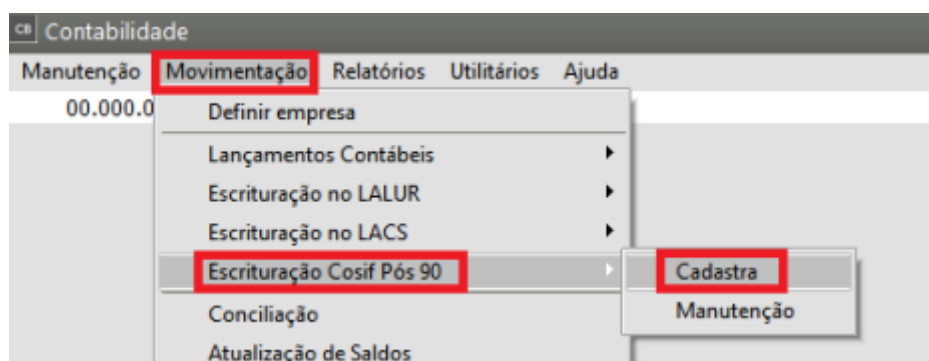 CB Contabilidade
Manutenção Movimentação Relatórios Utilitários Ajuda
00.000.0
Definir empresa
Lançamentos Contábeis
Escrituração no LALUR
Escrituração no LACS
Escrituração Cosif Pós 90
Cadastra
Manutenção
Conciliação
Atualização de Saldos